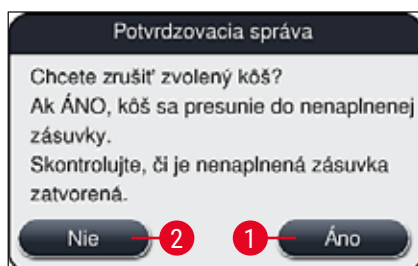 Potvrdzovacia správa
Chcete zrušiť zvolený kôš?
Ak ÁNO, kôš sa presunie do nenaplnenej
zásuvky.
Skontrolujte, či je nenaplnená zásuvka
zatvorená.
Nie 2 1 Áno